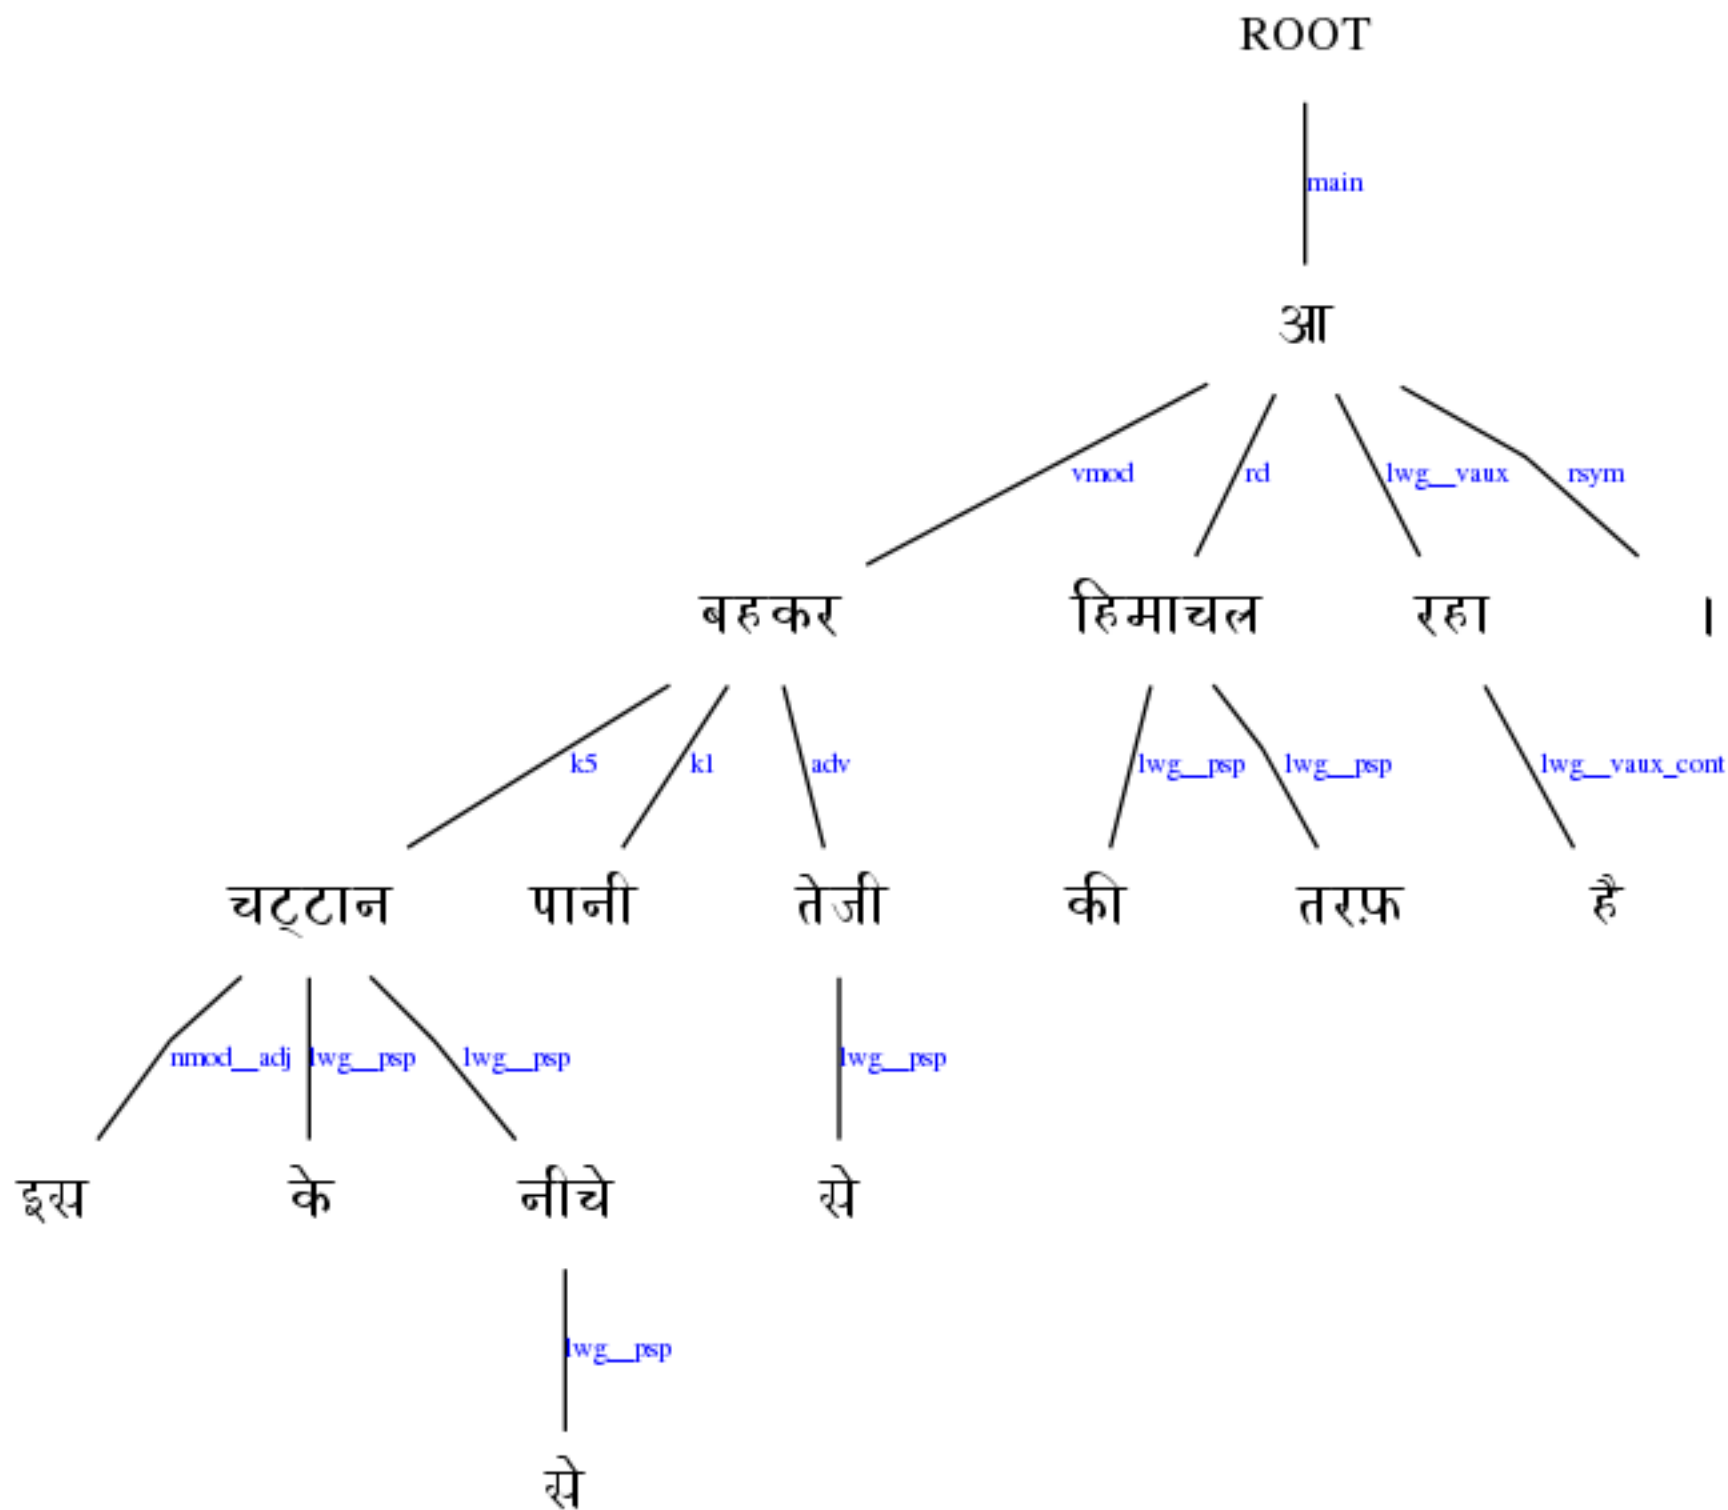 ROOT
main
आ
vmod rd lwg__vaux rsym
बहकर हिमाचल रहा ।
k5 k1 adv lwg__psp lwg__psp lwg__vaux_cont
चट्टान पानी तेजी की तरफ़ है
nmod__adj lwg__psp lwg__psp lwg__psp
इस के नीचे से
lwg__psp
से